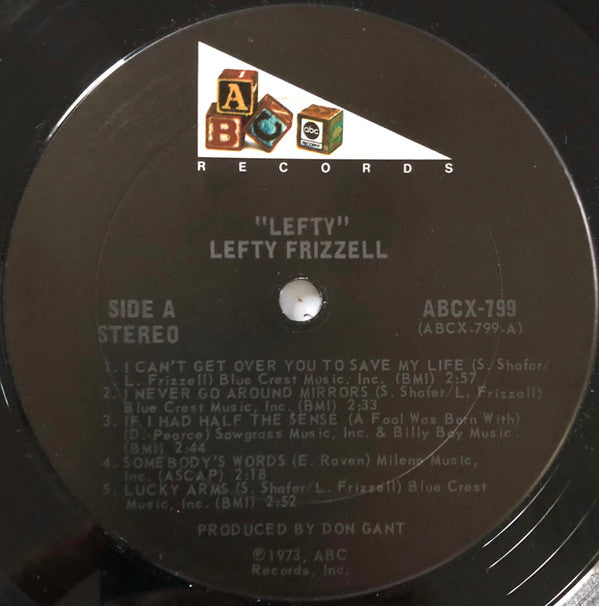 A
B C abc
RECORDS
"LEFTY"
LEFTY FRIZZELL
SIDE A
STEREO
ABCX-799
(ABCX-799-A)
1. I CAN'T GET OVER YOU TO SAVE MY LIFE (S. Shafer/
L. Frizzell) Blue Crest Music, Inc. (BMI) 2:57
2. I NEVER GO AROUND MIRRORS (S. Shafer/L. Frizzell)
Blue Crest Music, Inc. (BMI) 2:33
3. IF I HAD HALF THE SENSE (A Fool Was Born With)
(D. Pearce) Sawgrass Music, Inc. & Billy Boy Music
(BMI) 2:44
4. SOMEBODY'S WORDS (E. Raven) Milene Music,
Inc. (ASCAP) 2:18
5. LUCKY ARMS (S. Shafer/L. Frizzell) Blue Crest
Music, Inc. (BMI) 2:52
PRODUCED BY DON GANT
Ⓟ1973, ABC
Records, Inc.